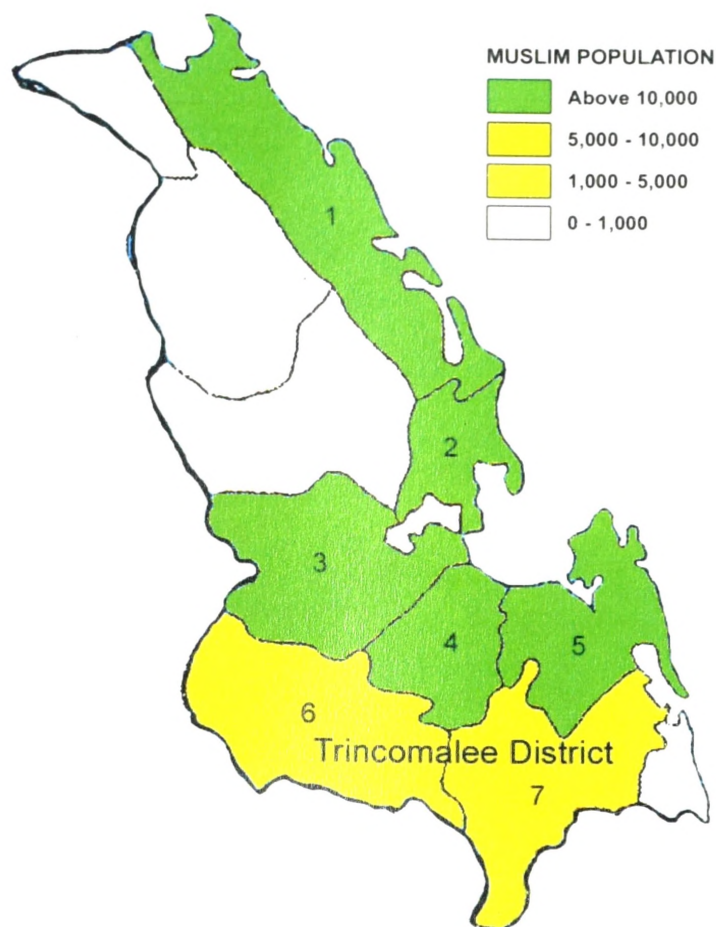 MUSLIM POPULATION
Above 10,000
5,000 - 10,000
1,000 - 5,000
0 - 1,000
1
2
3
4
5
6
Trincomalee District
7